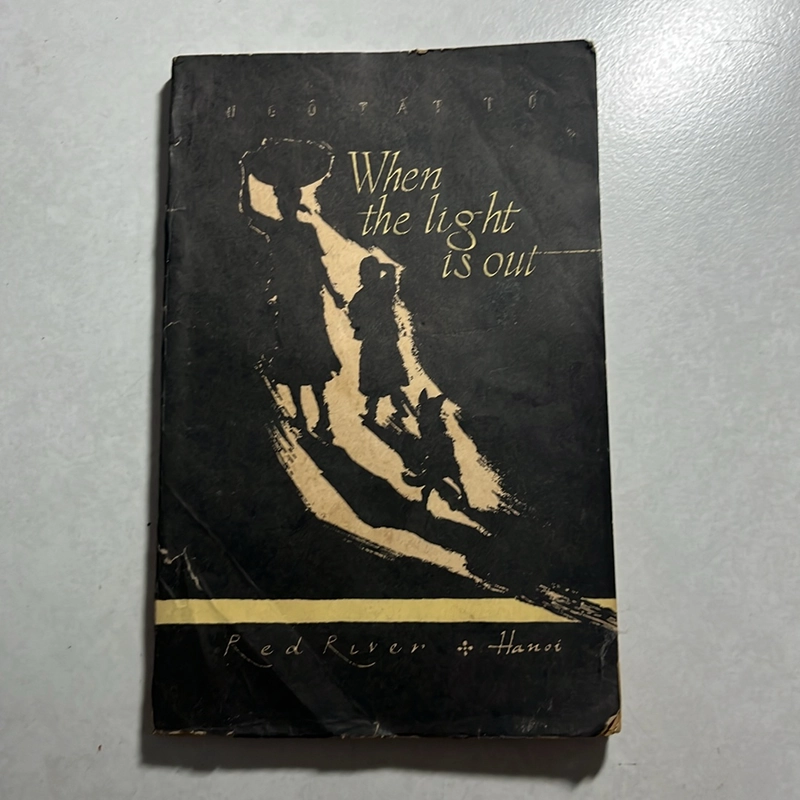 NGÔ TẤT TỐ
When
the light
is out
Red River Hanoi